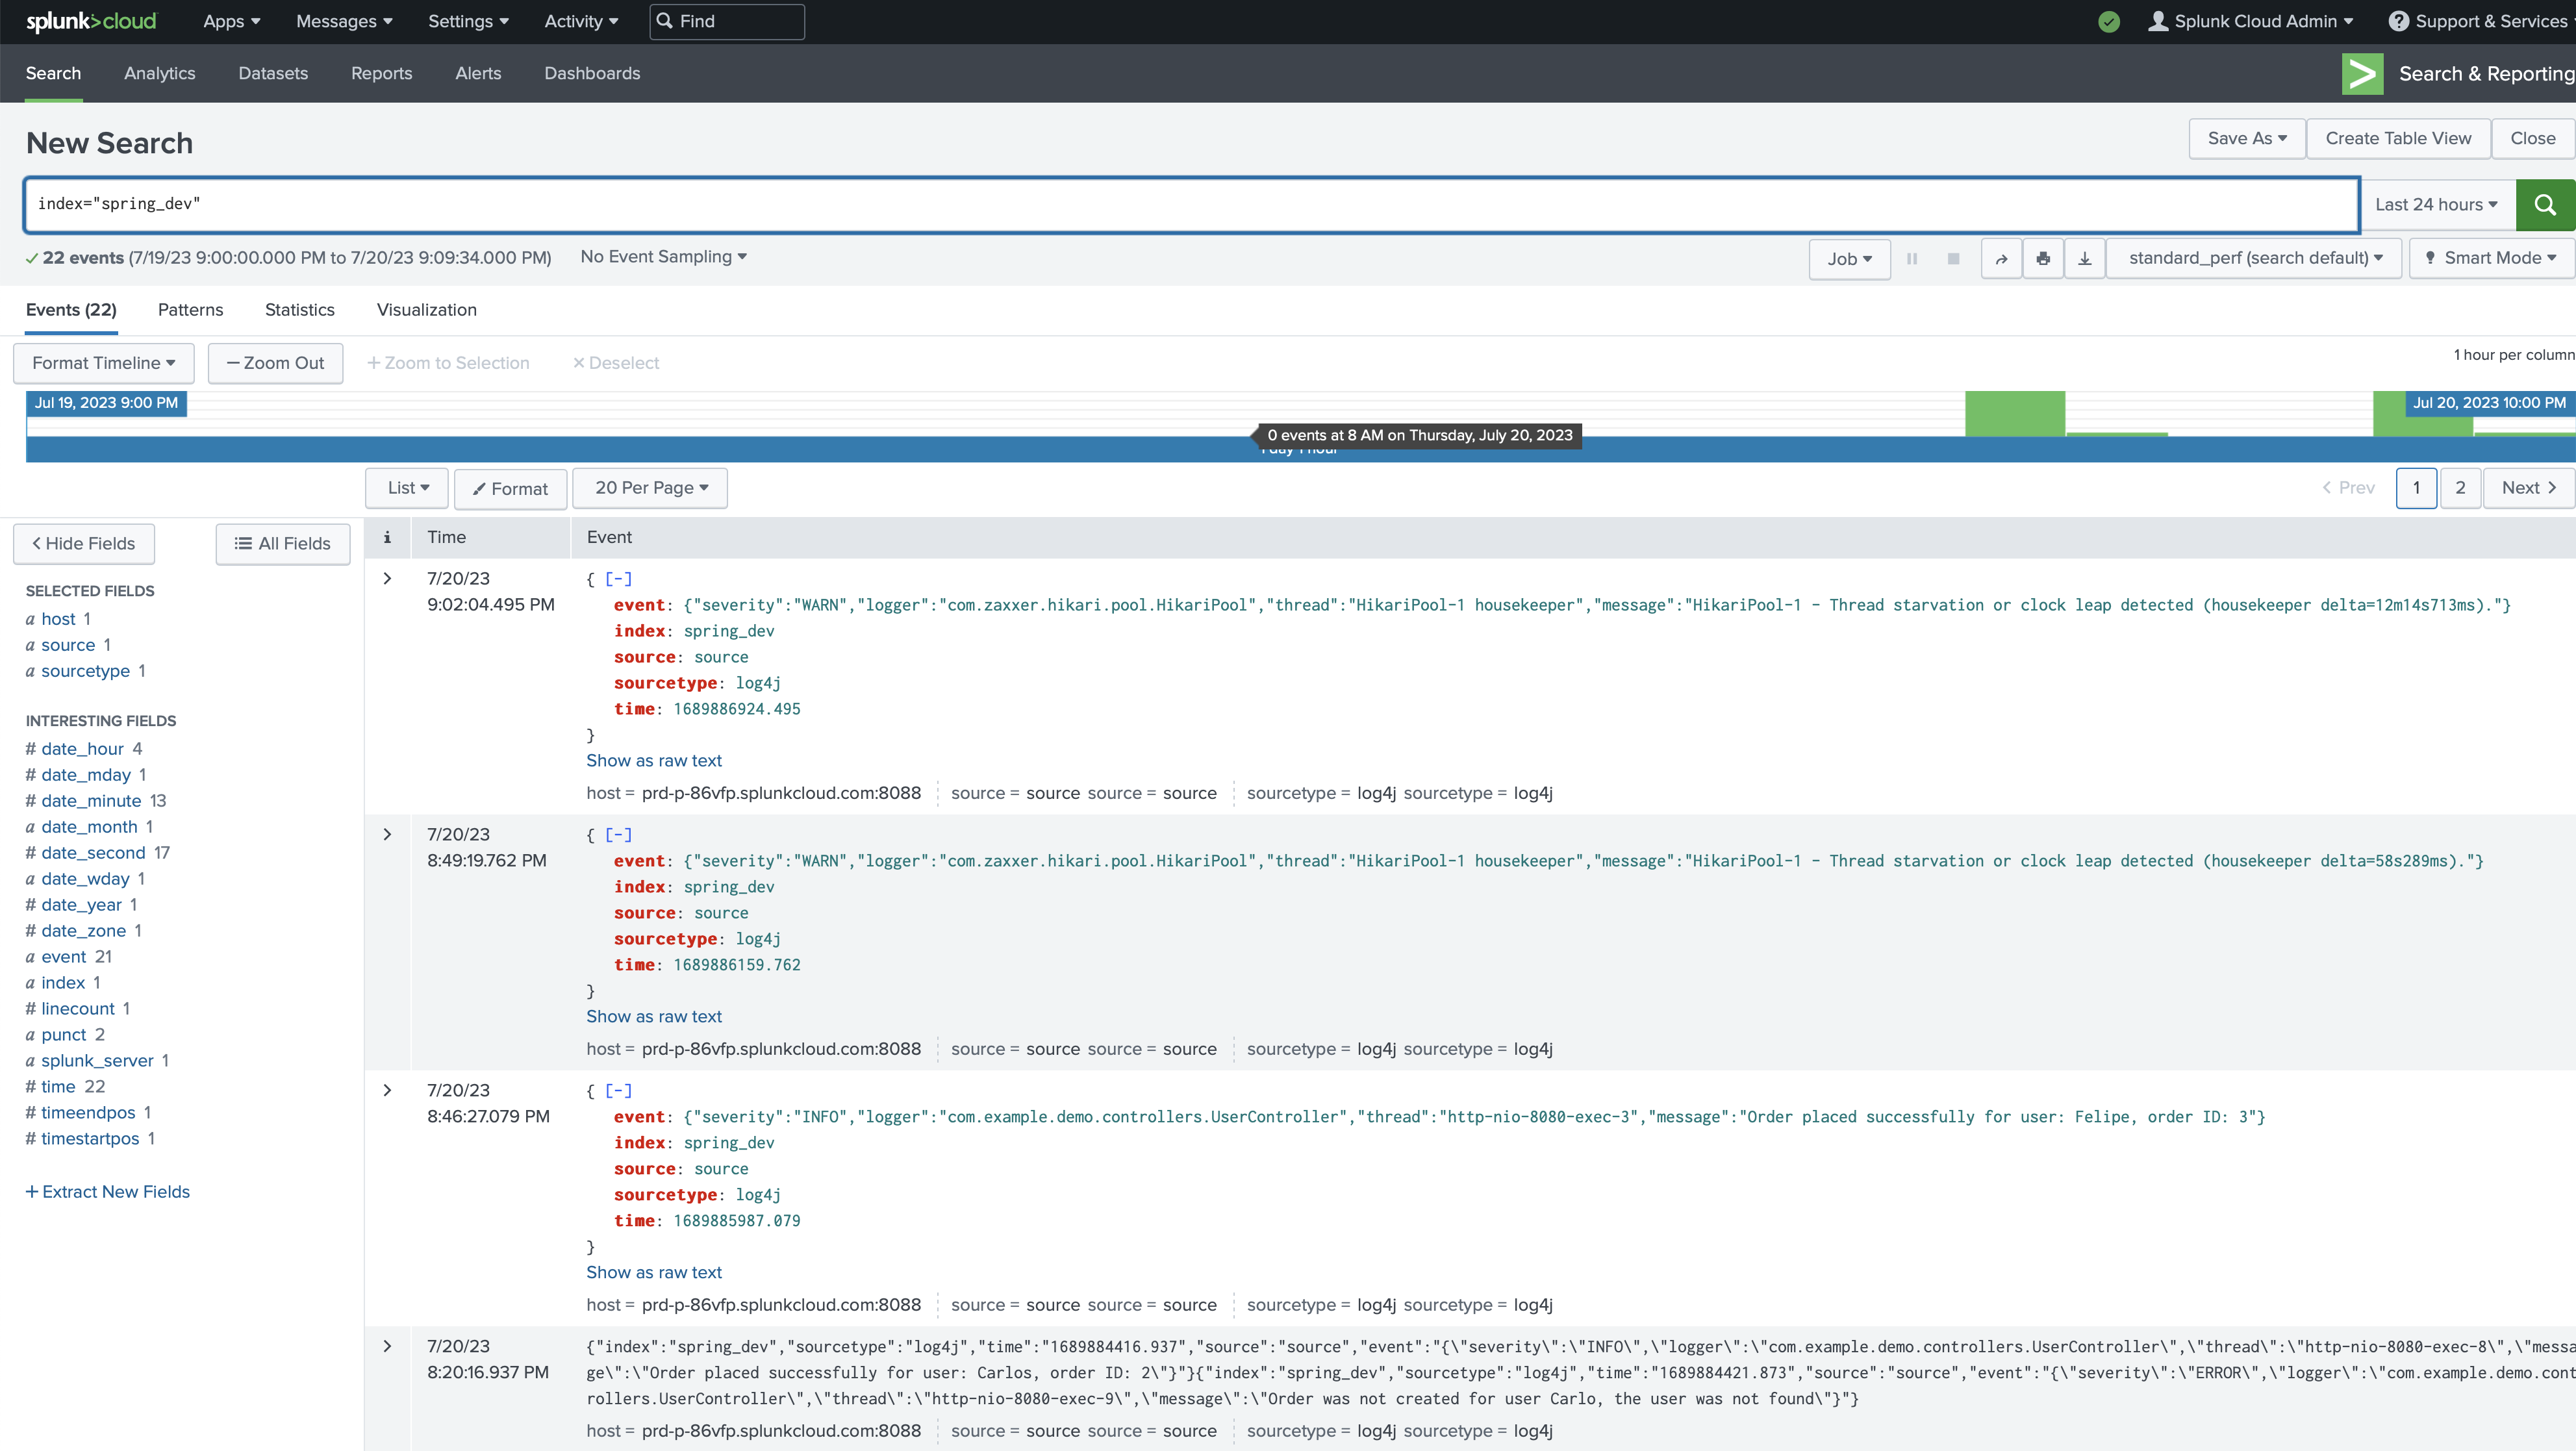 splunk>cloud Apps Messages Settings Activity Find Splunk Cloud Admin Support & Services
Search Analytics Datasets Reports Alerts Dashboards Search & Reporting
New Search Save As Create Table View Close
index="spring_dev" Last 24 hours
22 events (7/19/23 9:00:00.000 PM to 7/20/23 9:09:34.000 PM) No Event Sampling Job standard_perf (search default) Smart Mode
Events (22) Patterns Statistics Visualization
Format Timeline — Zoom Out + Zoom to Selection × Deselect 1 hour per column
Jul 19, 2023 9:00 PM Jul 20, 2023 10:00 PM
0 events at 8 AM on Thursday, July 20, 2023
List Format 20 Per Page < Prev 1 2 Next >
< Hide Fields All Fields
SELECTED FIELDS
a host 1
a source 1
a sourcetype 1
INTERESTING FIELDS
# date_hour 4
# date_mday 1
# date_minute 13
a date_month 1
# date_second 17
a date_wday 1
# date_year 1
# date_zone 1
a event 21
a index 1
# linecount 1
a punct 2
a splunk_server 1
# time 22
# timeendpos 1
# timestartpos 1
+ Extract New Fields
i Time Event
> 7/20/23 { [-]
9:02:04.495 PM event: {"severity":"WARN","logger":"com.zaxxer.hikari.pool.HikariPool","thread":"HikariPool-1 housekeeper","message":"HikariPool-1 - Thread starvation or clock leap detected (housekeeper delta=12m14s713ms)."}
index: spring_dev
source: source
sourcetype: log4j
time: 1689886924.495
}
Show as raw text
host = prd-p-86vfp.splunkcloud.com:8088 source = source source = source sourcetype = log4j sourcetype = log4j
> 7/20/23 { [-]
8:49:19.762 PM event: {"severity":"WARN","logger":"com.zaxxer.hikari.pool.HikariPool","thread":"HikariPool-1 housekeeper","message":"HikariPool-1 - Thread starvation or clock leap detected (housekeeper delta=58s289ms)."}
index: spring_dev
source: source
sourcetype: log4j
time: 1689886159.762
}
Show as raw text
host = prd-p-86vfp.splunkcloud.com:8088 source = source source = source sourcetype = log4j sourcetype = log4j
> 7/20/23 { [-]
8:46:27.079 PM event: {"severity":"INFO","logger":"com.example.demo.controllers.UserController","thread":"http-nio-8080-exec-3","message":"Order placed successfully for user: Felipe, order ID: 3"}
index: spring_dev
source: source
sourcetype: log4j
time: 1689885987.079
}
Show as raw text
host = prd-p-86vfp.splunkcloud.com:8088 source = source source = source sourcetype = log4j sourcetype = log4j
> 7/20/23 {"index":"spring_dev","sourcetype":"log4j","time":"1689884416.937","source":"source","event":"{\"severity\":\"INFO\",\"logger\":\"com.example.demo.controllers.UserController\",\"thread\":\"http-nio-8080-exec-8\",\"messa
8:20:16.937 PM ge\":\"Order placed successfully for user: Carlos, order ID: 2\"}"}{"index":"spring_dev","sourcetype":"log4j","time":"1689884421.873","source":"source","event":"{\"severity\":\"ERROR\",\"logger\":\"com.example.demo.cont
rollers.UserController\",\"thread\":\"http-nio-8080-exec-9\",\"message\":\"Order was not created for user Carlo, the user was not found\"}"}
host = prd-p-86vfp.splunkcloud.com:8088 source = source source = source sourcetype = log4j sourcetype = log4j